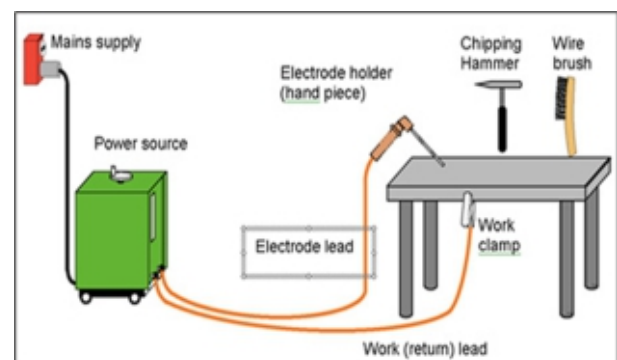 Mains supply
Chipping
Hammer
Wire
brush
Electrode holder
(hand piece)
Power source
Electrode lead
Work
clamp
Work (return) lead